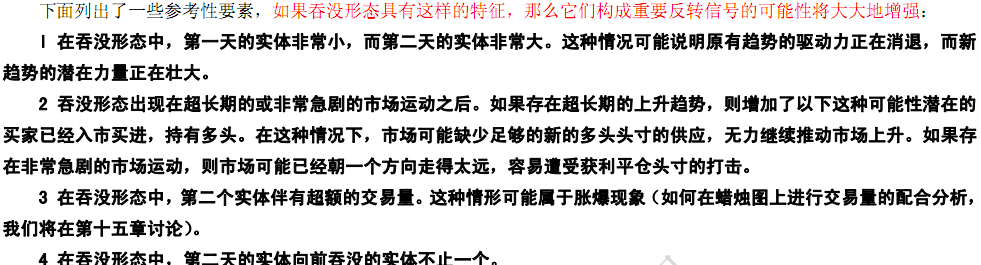 下面列出了一些参考性要素，如果吞没形态具有这样的特征，那么它们构成重要反转信号的可能性将大大地增强：
l 在吞没形态中，第一天的实体非常小，而第二天的实体非常大。这种情况可能说明原有趋势的驱动力正在消退，而新
趋势的潜在力量正在壮大。
2 吞没形态出现在超长期的或非常急剧的市场运动之后。如果存在超长期的上升趋势，则增加了以下这种可能性潜在的
买家已经入市买进，持有多头。在这种情况下，市场可能缺少足够的新的多头头寸的供应，无力继续推动市场上升。如果存
在非常急剧的市场运动，则市场可能已经朝一个方向走得太远，容易遭受获利平仓头寸的打击。
3 在吞没形态中，第二个实体伴有超额的交易量。这种情形可能属于胀爆现象（如何在蜡烛图上进行交易量的配合分析，
我们将在第十五章讨论）。
4 在吞没形态中，第二天的实体向前吞没的实体不止一个。